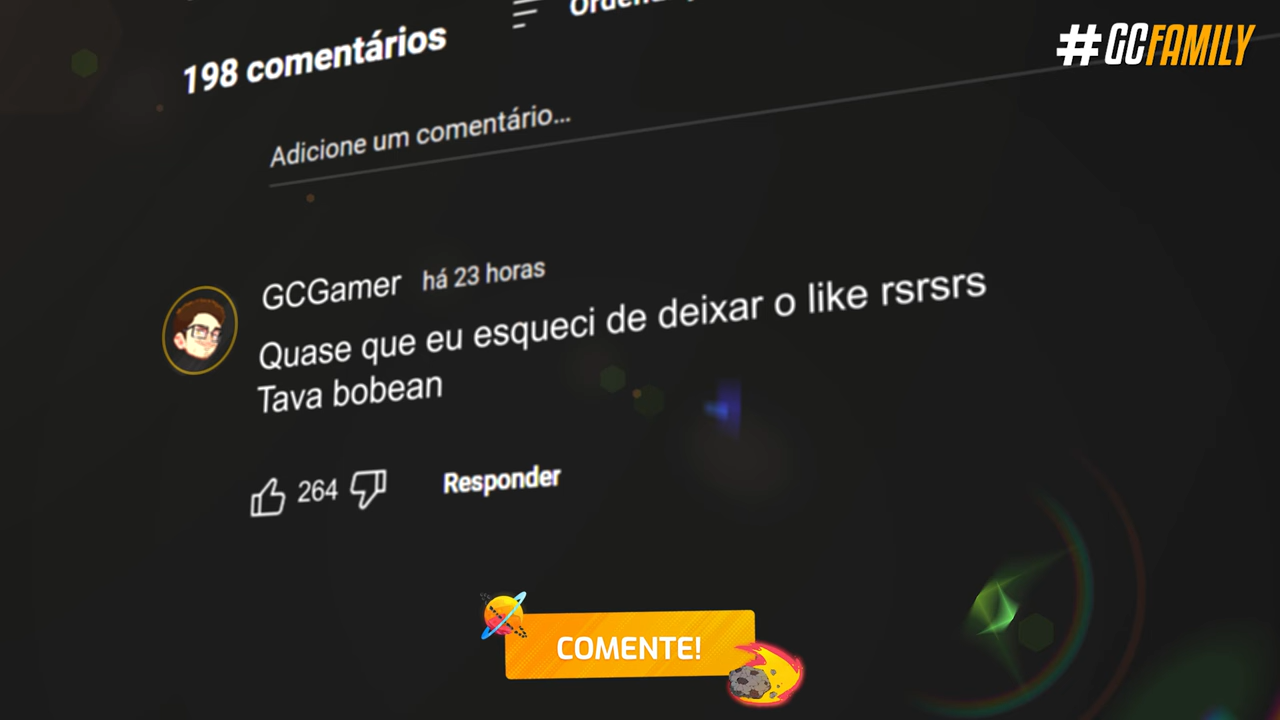 198 comentários
#GCFAMILY
Adicione um comentário...
GCGamer há 23 horas
Quase que eu esqueci de deixar o like rsrsrs
Tava bobean
264 Responder
COMENTE!